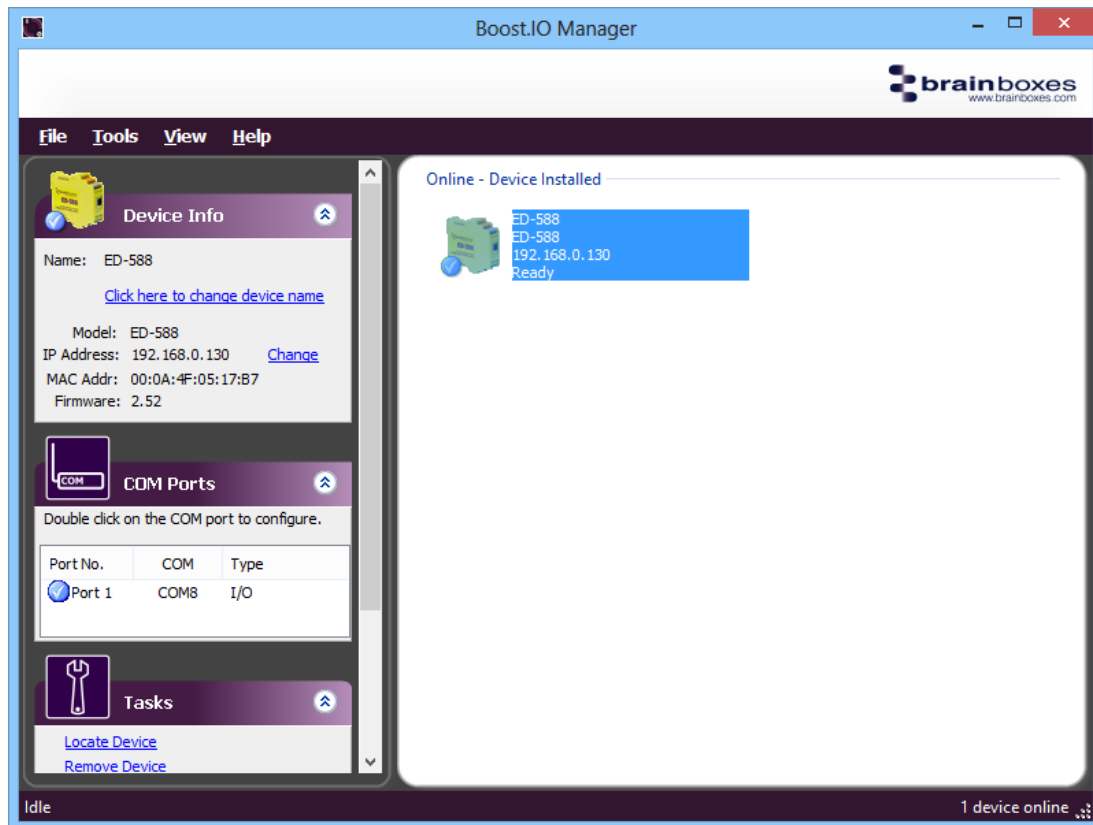 Boost.IO Manager
brainboxes
www.brainboxes.com
File Tools View Help
Device Info
Name: ED-588
Click here to change device name
Model: ED-588
IP Address: 192.168.0.130 Change
MAC Addr: 00:0A:4F:05:17:B7
Firmware: 2.52
COM
COM Ports
Double click on the COM port to configure.
Port No. COM Type
Port 1 COM8 I/O
Tasks
Locate Device
Remove Device
Online - Device Installed
ED-588
ED-588
192.168.0.130
Ready
Idle
1 device online